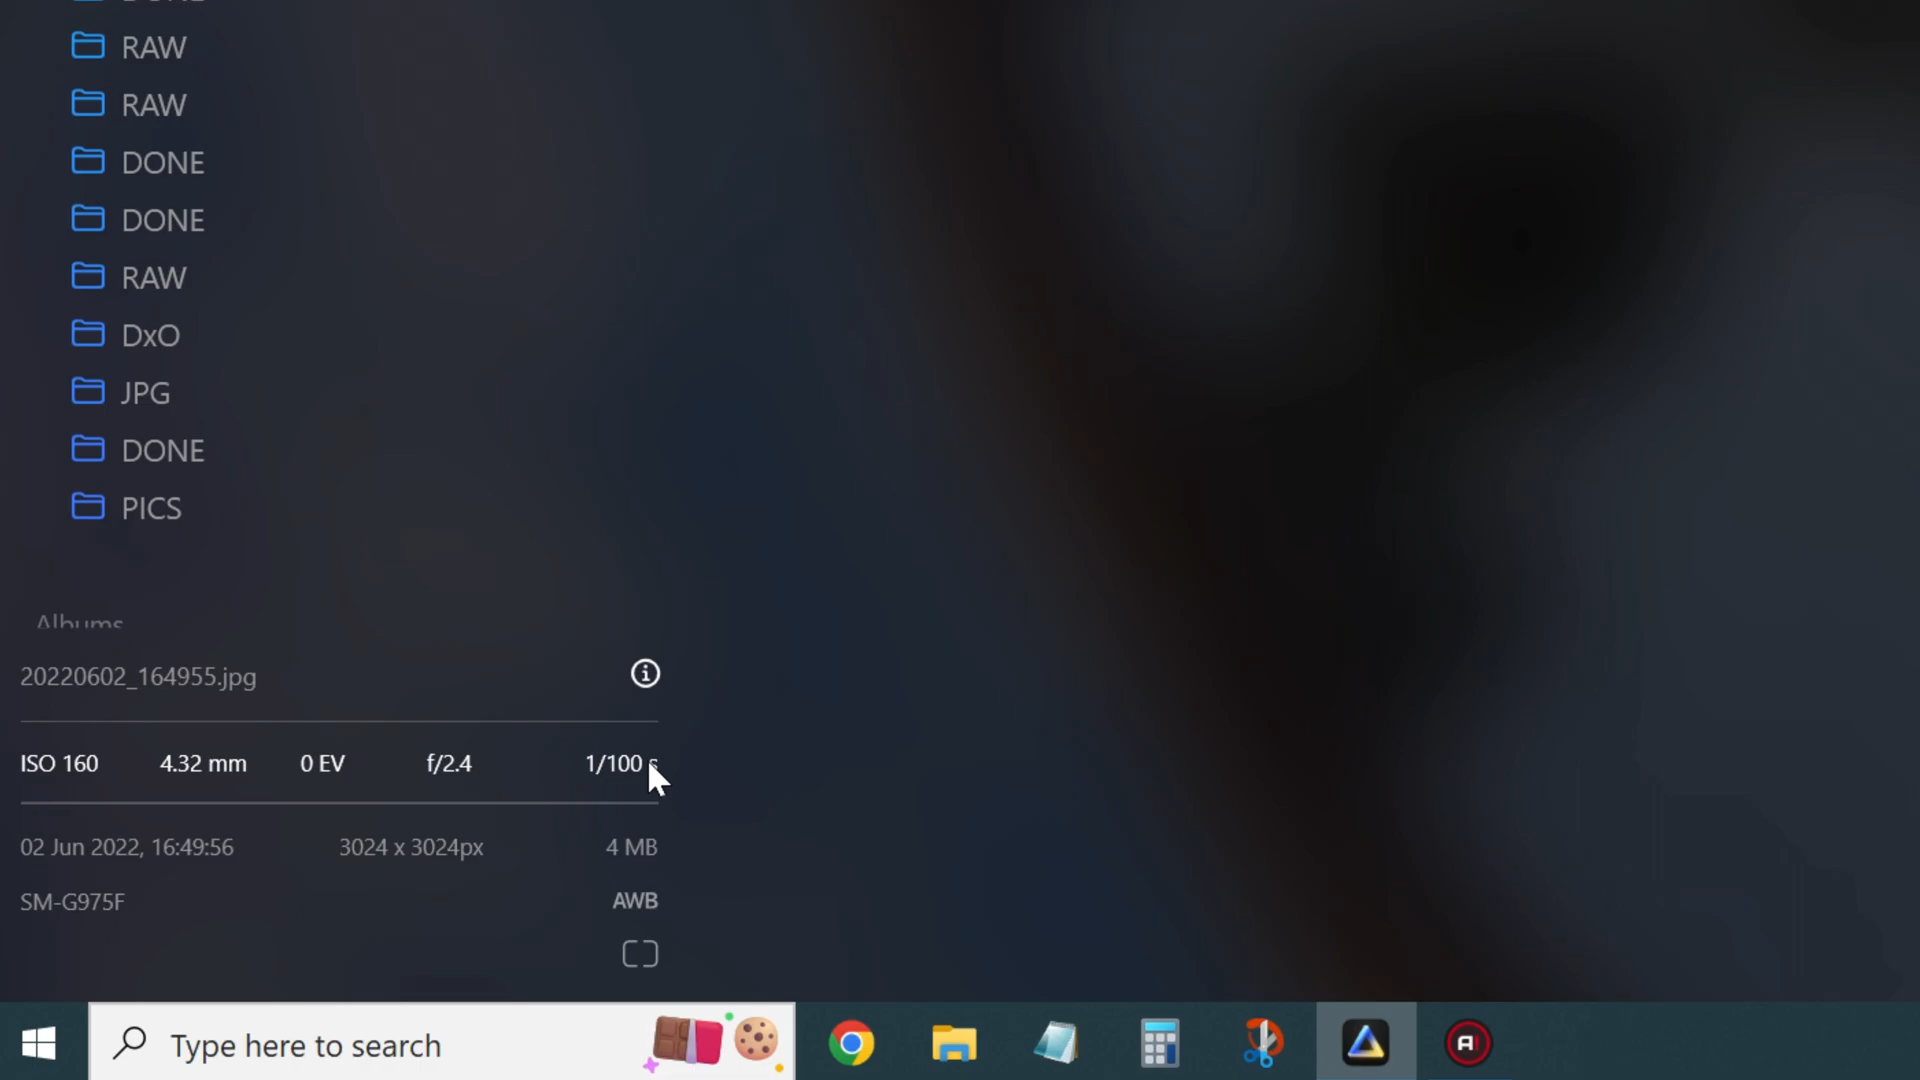 DONE
RAW
RAW
DONE
DONE
RAW
DxO
JPG
DONE
PICS
Albums
20220602_164955.jpg
ISO 160 4.32 mm 0 EV f/2.4 1/100 s
02 Jun 2022, 16:49:56 3024 x 3024px 4 MB
SM-G975F AWB
Type here to search